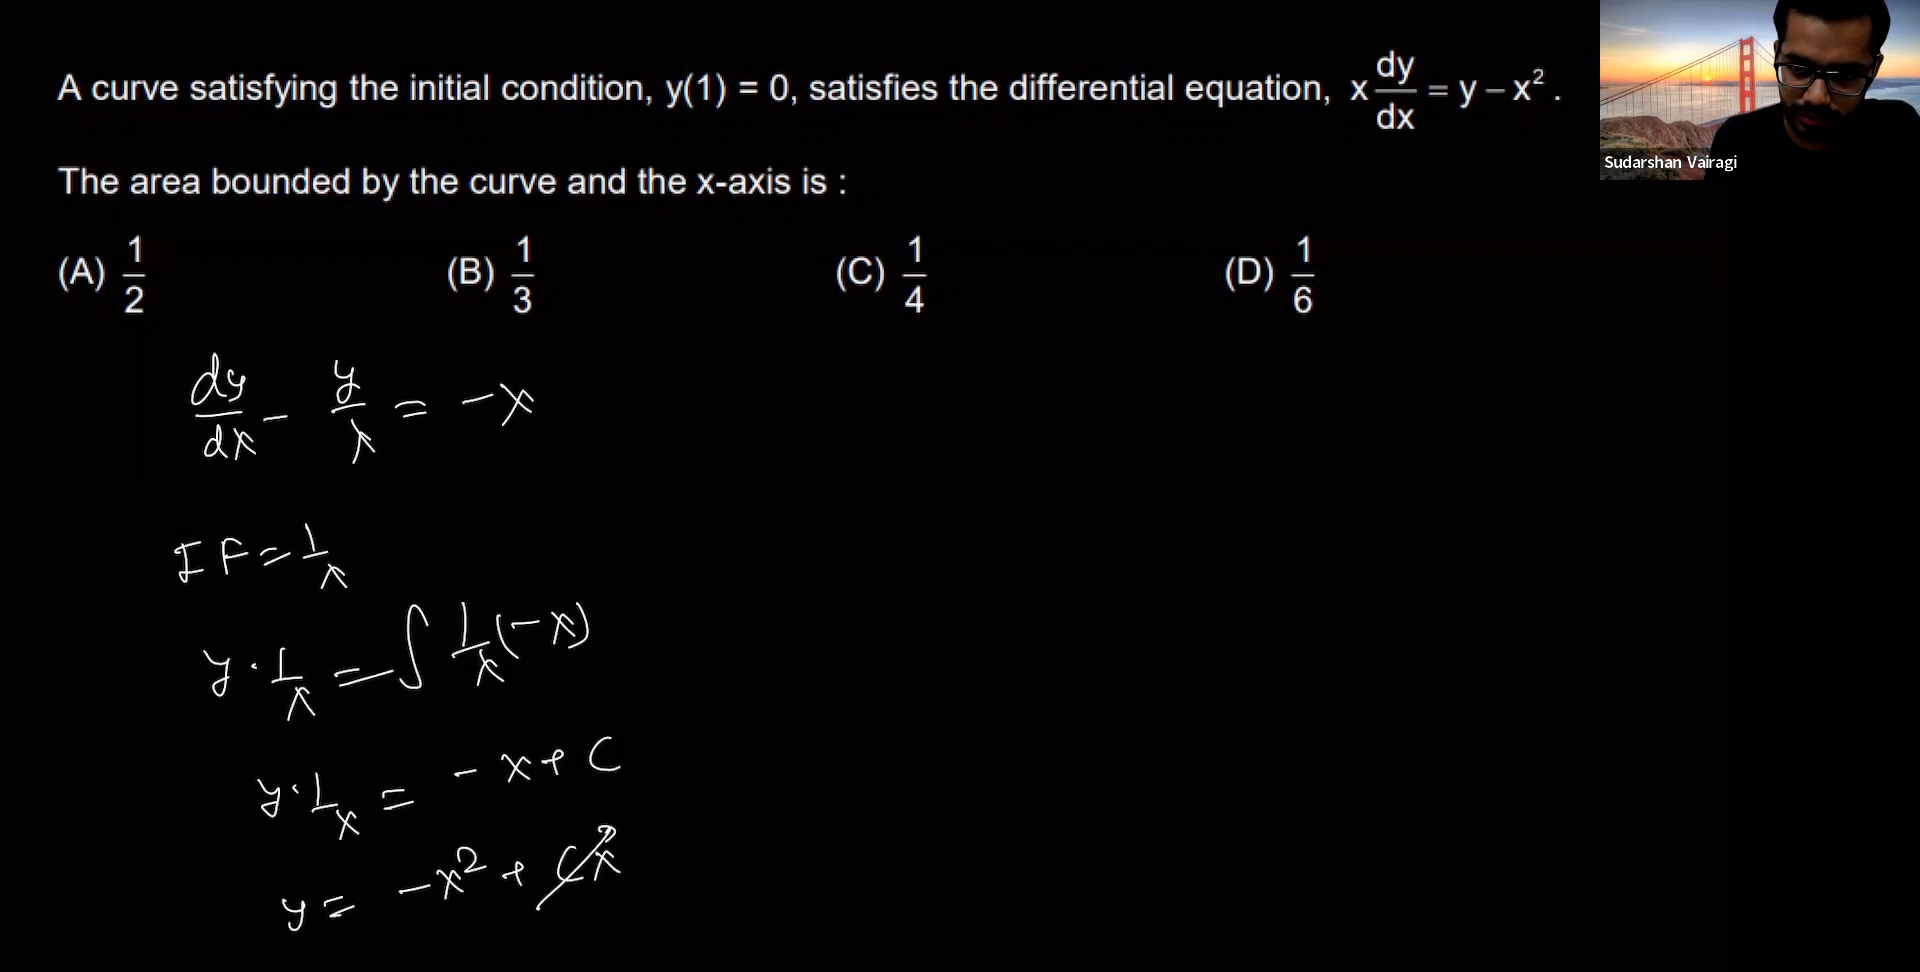 A curve satisfying the initial condition, y(1) = 0, satisfies the differential equation, x dy/dx = y – x².
Sudarshan Vairagi
The area bounded by the curve and the x-axis is :
(A) 1/2 (B) 1/3 (C) 1/4 (D) 1/6
dy/dx - y/x = -x
IF = 1/x
y · 1/x = ∫ 1/x (-x)
y · 1/x = - x + C
y = -x² + Cx